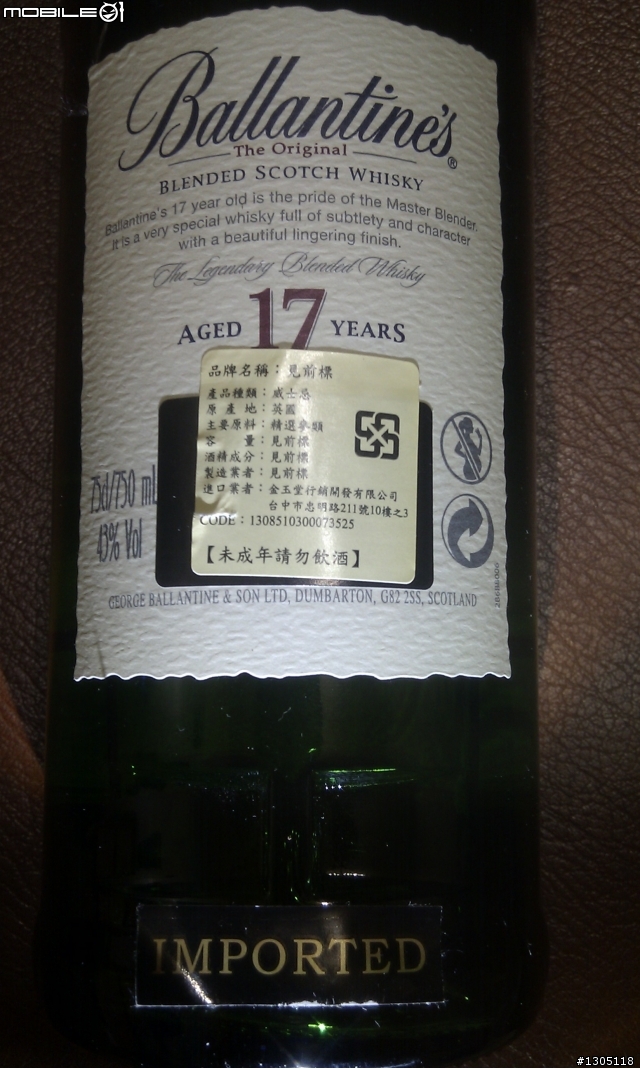 MOBILE01
Ballantine's®
The Original
BLENDED SCOTCH WHISKY
Ballantine's 17 year old is the pride of the Master Blender.
It is a very special whisky full of subtlety and character
with a beautiful lingering finish.
The Legendary Blended Whisky
AGED 17 YEARS
品牌名稱：見前標
產品種類：威士忌
原 產 地：英國
主要原料：精選穀類
容 量：見前標
酒精成分：見前標
製造業者：見前標
進口業者：金玉堂行銷開發有限公司
台中市忠明路211號10樓之3
CODE：1308510300073525
【未成年請勿飲酒】
75cl/750 mL
43% Vol
GEORGE BALLANTINE & SON LTD, DUMBARTON, G82 2SS, SCOTLAND
IMPORTED
#1305118